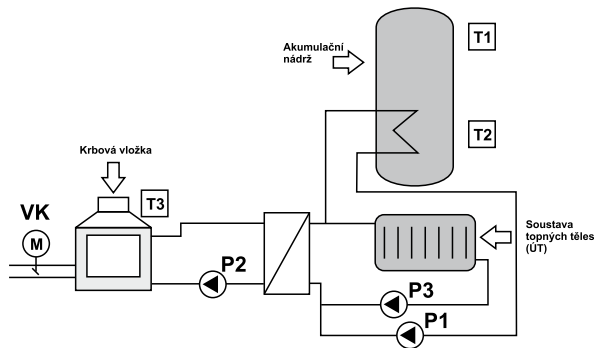 Akumulační
nádrž
T1
T2
Krbová vložka
T3
VK
M
P2
Soustava
topných těles
(ÚT)
P3
P1